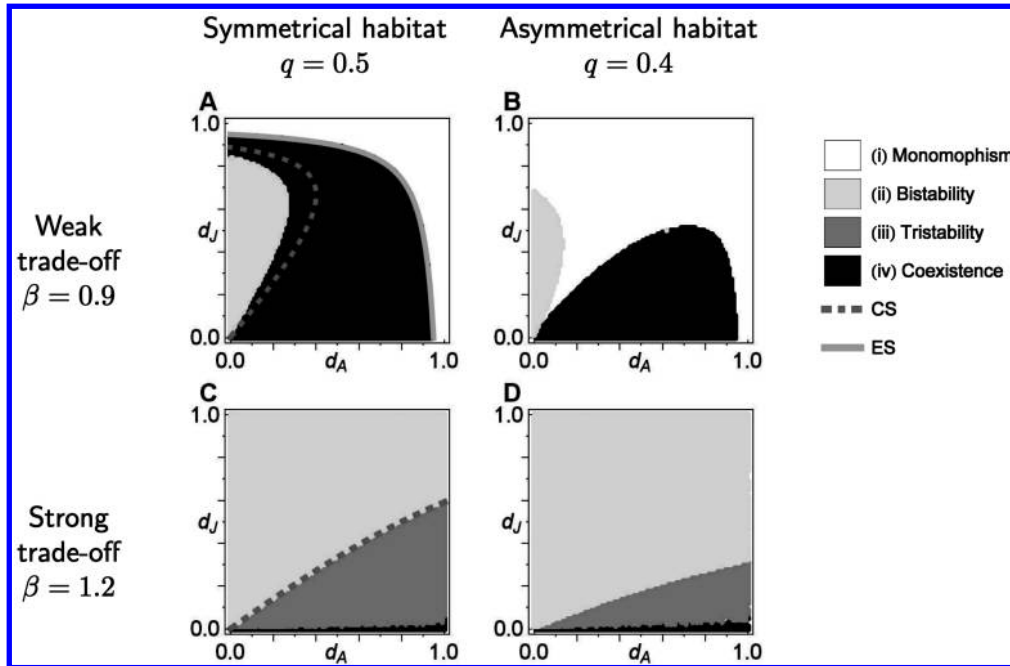 Symmetrical habitat
q = 0.5
Asymmetrical habitat
q = 0.4
Weak
trade-off
β = 0.9
A
1.0
d_J
0.0
0.0
d_A
1.0
B
1.0
d_J
0.0
0.0
d_A
1.0
(i) Monomophism
(ii) Bistability
(iii) Tristability
(iv) Coexistence
CS
ES
Strong
trade-off
β = 1.2
C
1.0
d_J
0.0
0.0
d_A
1.0
D
1.0
d_J
0.0
0.0
d_A
1.0